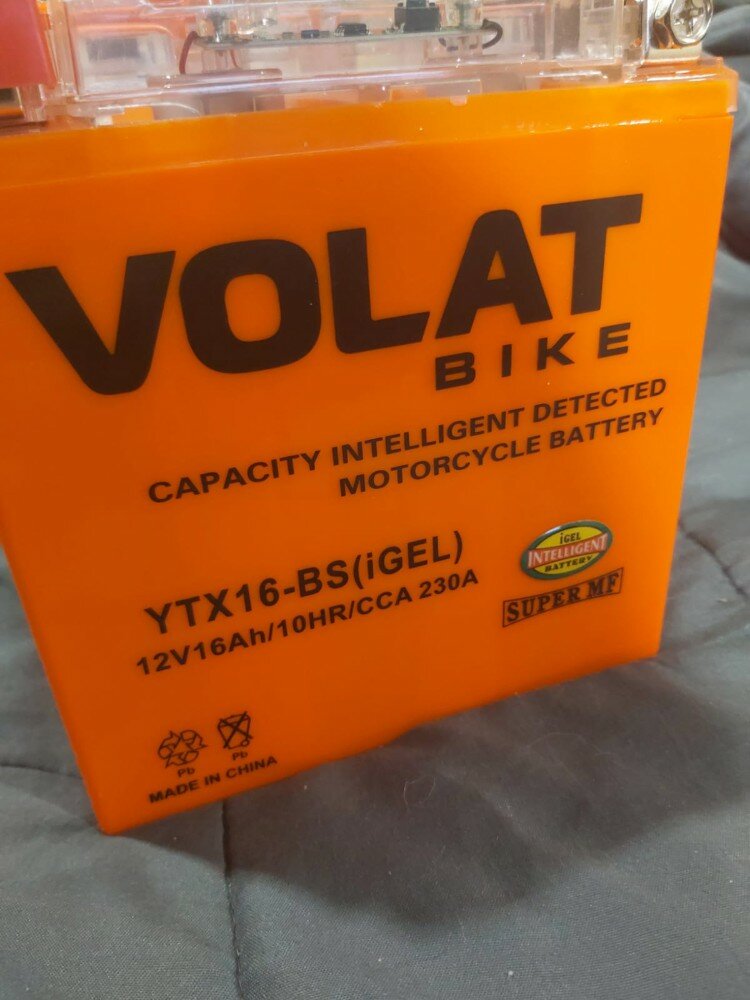 VOLAT
BIKE
CAPACITY INTELLIGENT DETECTED
MOTORCYCLE BATTERY
YTX16-BS(iGEL)
12V16Ah/10HR/CCA 230A
iGEL
INTELLIGENT
BATTERY
SUPER MF
Pb
Pb
MADE IN CHINA